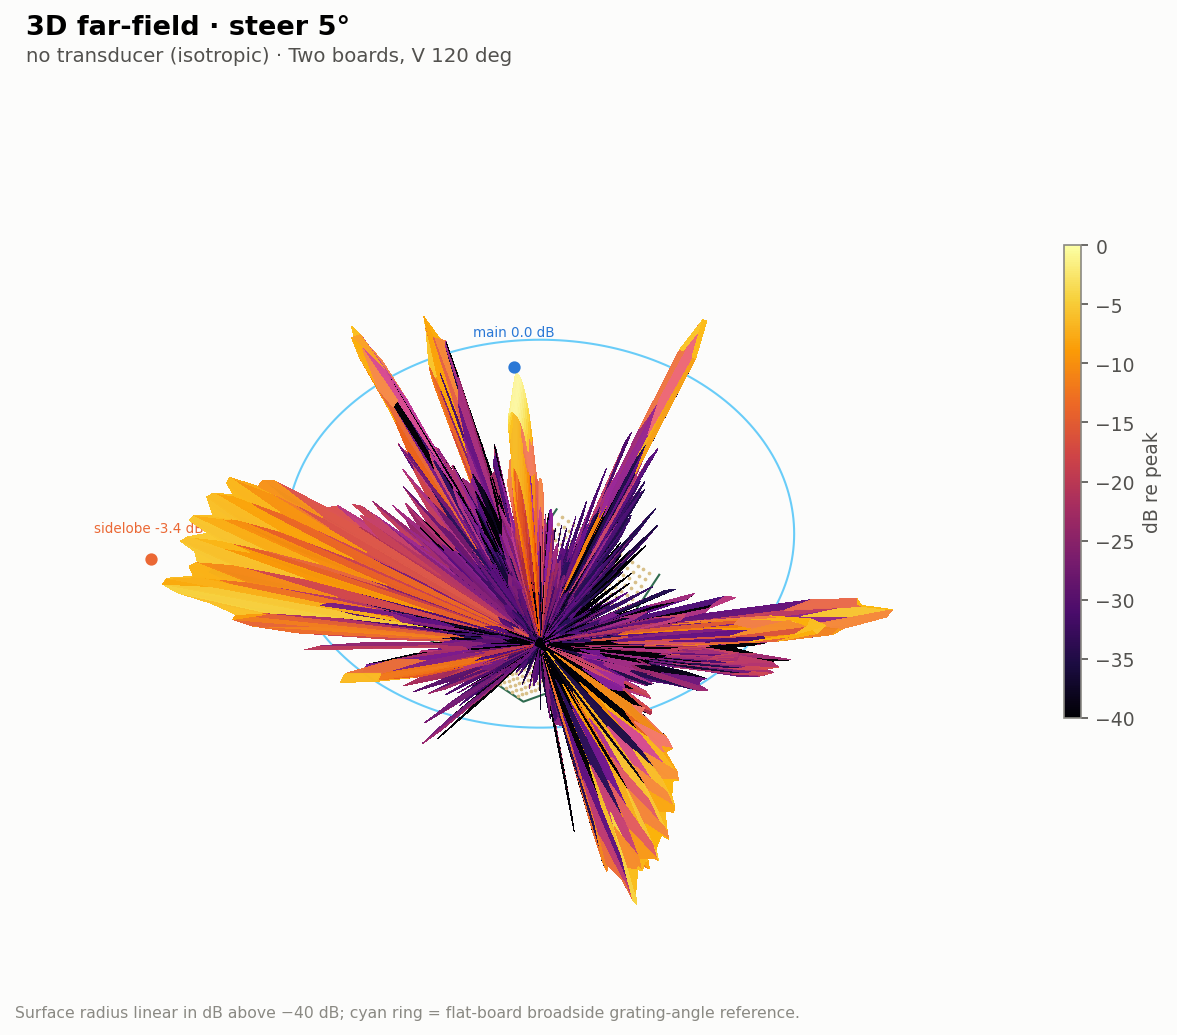 3D far-field · steer 5°
no transducer (isotropic) · Two boards, V 120 deg
main 0.0 dB
sidelobe -3.4 dB
0
−5
−10
−15
−20
−25
−30
−35
−40
dB re peak
Surface radius linear in dB above −40 dB; cyan ring = flat-board broadside grating-angle reference.